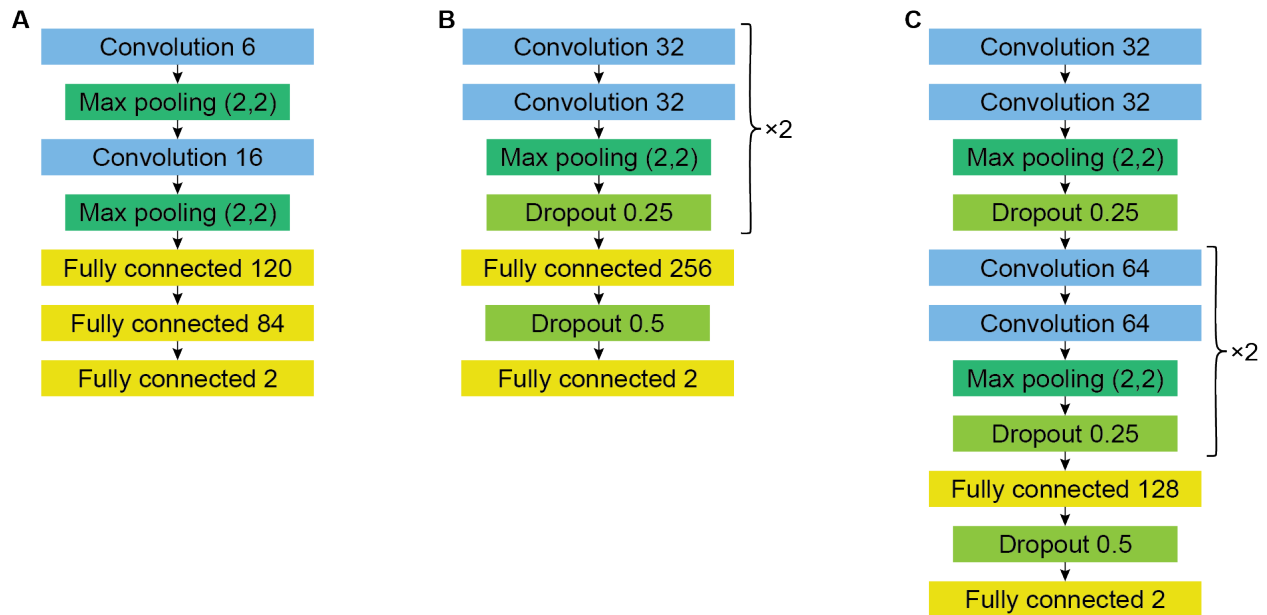 A
Convolution 6
Max pooling (2,2)
Convolution 16
Max pooling (2,2)
Fully connected 120
Fully connected 84
Fully connected 2
B
Convolution 32
Convolution 32
Max pooling (2,2)
Dropout 0.25
×2
Fully connected 256
Dropout 0.5
Fully connected 2
C
Convolution 32
Convolution 32
Max pooling (2,2)
Dropout 0.25
Convolution 64
Convolution 64
Max pooling (2,2)
Dropout 0.25
×2
Fully connected 128
Dropout 0.5
Fully connected 2